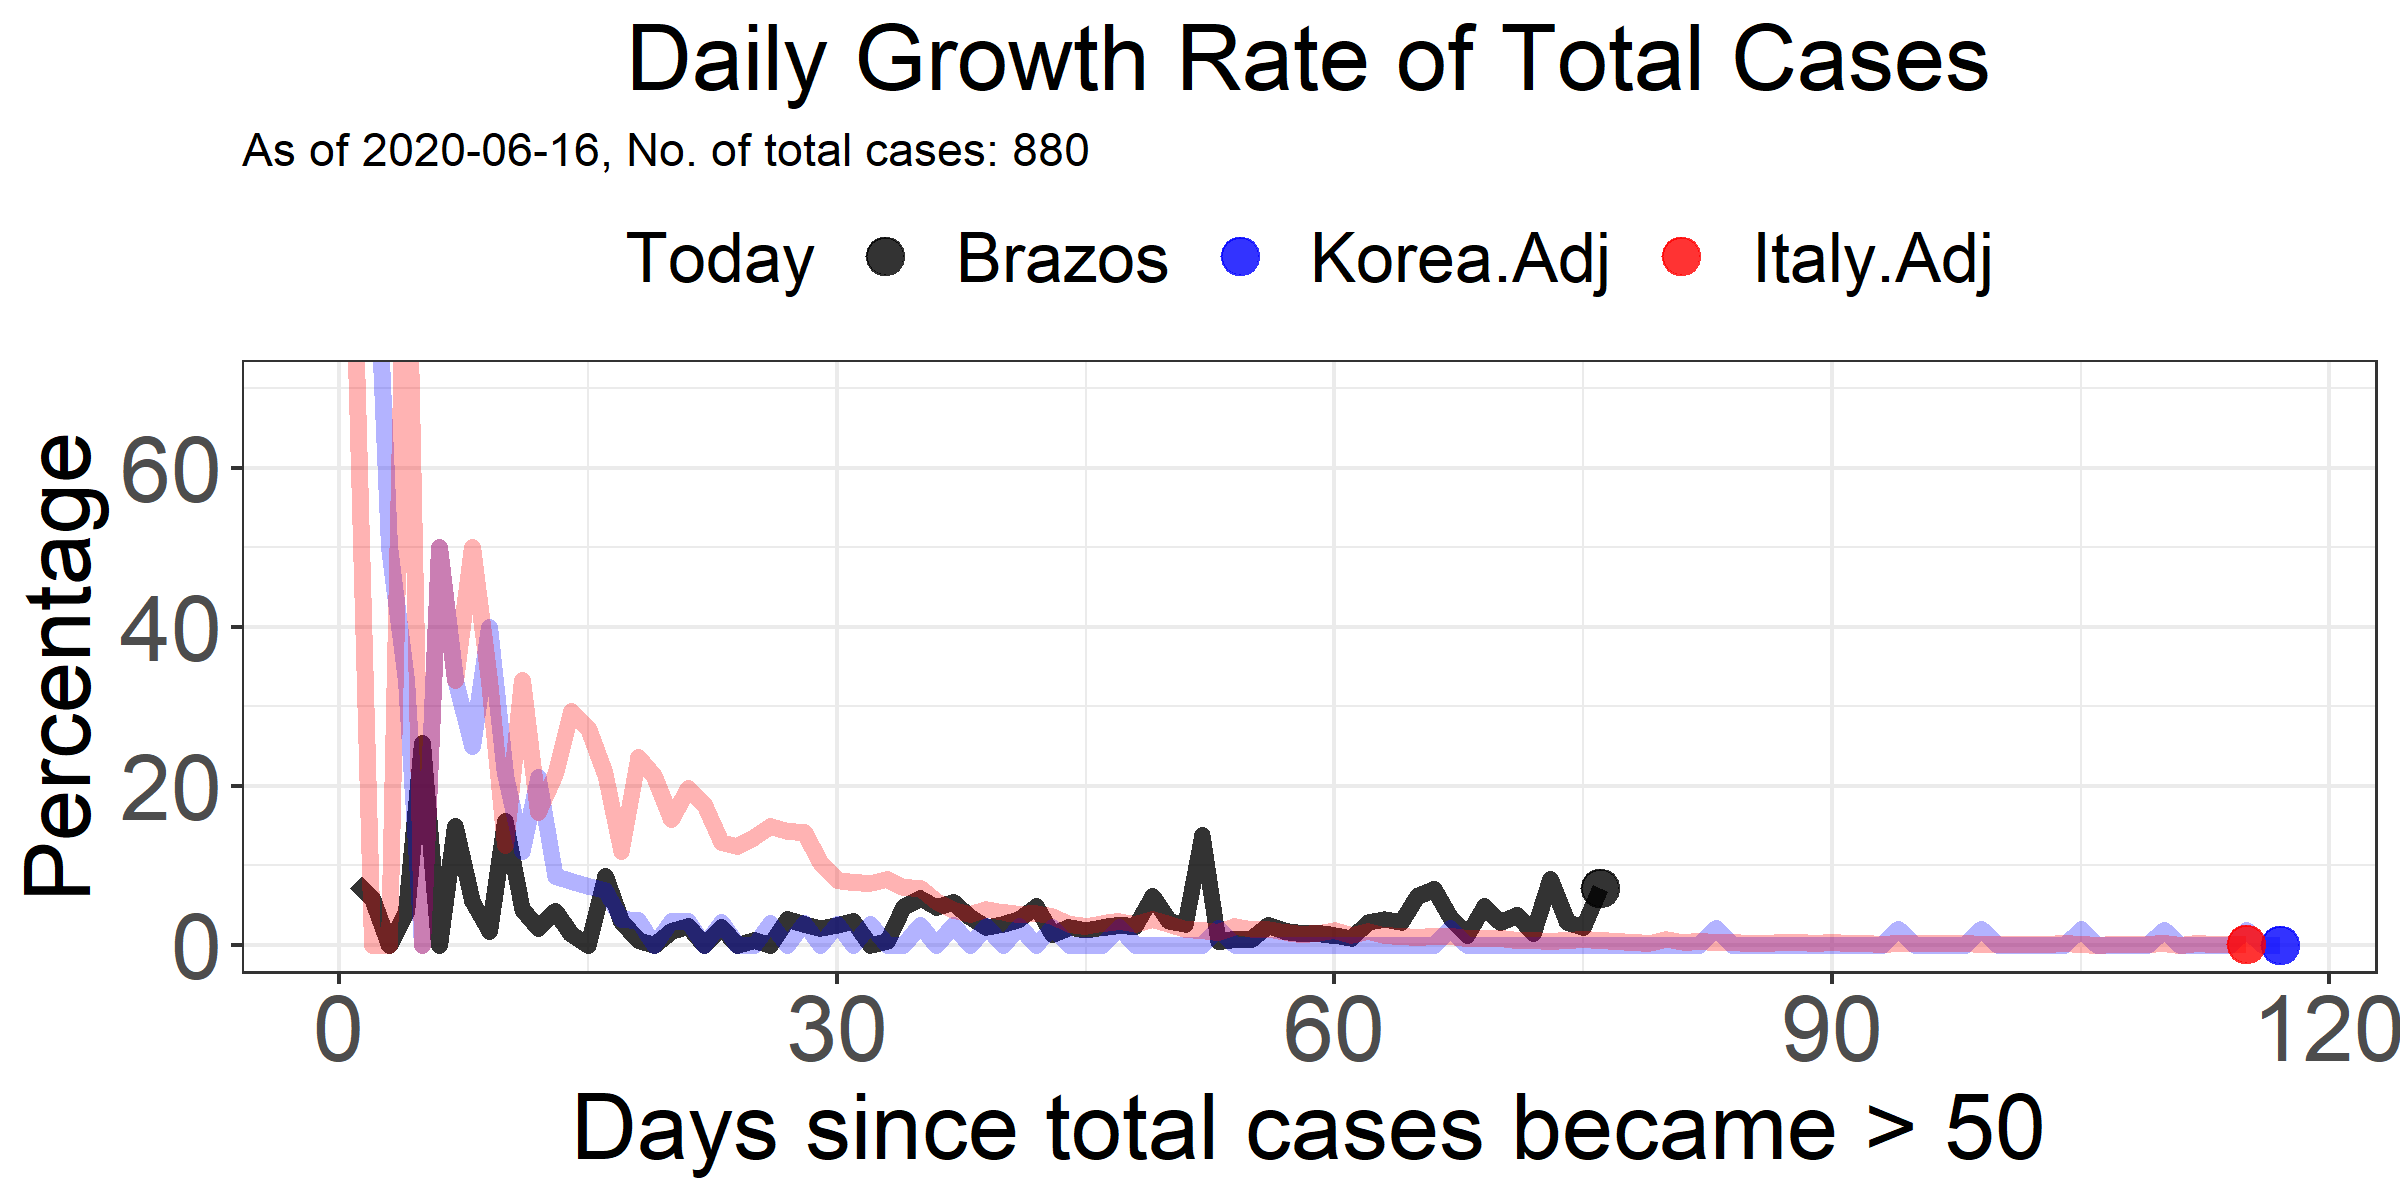 Daily Growth Rate of Total Cases
As of 2020-06-16, No. of total cases: 880
Today Brazos Korea.Adj Italy.Adj
Percentage
60
40
20
0
0 30 60 90 120
Days since total cases became > 50